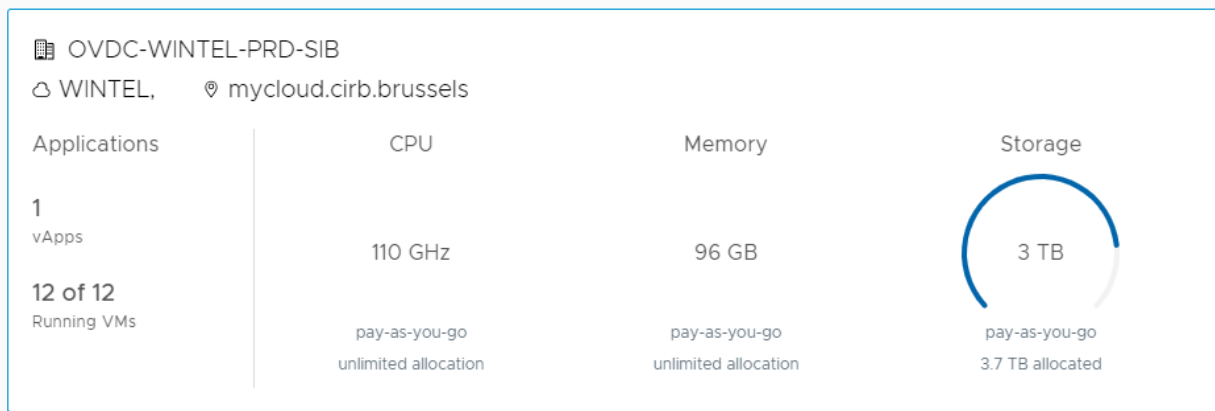 OVDC-WINTEL-PRD-SIB
WINTEL, mycloud.cirb.brussels
Applications
1
vApps
12 of 12
Running VMs
CPU
110 GHz
pay-as-you-go
unlimited allocation
Memory
96 GB
pay-as-you-go
unlimited allocation
Storage
3 TB
pay-as-you-go
3.7 TB allocated